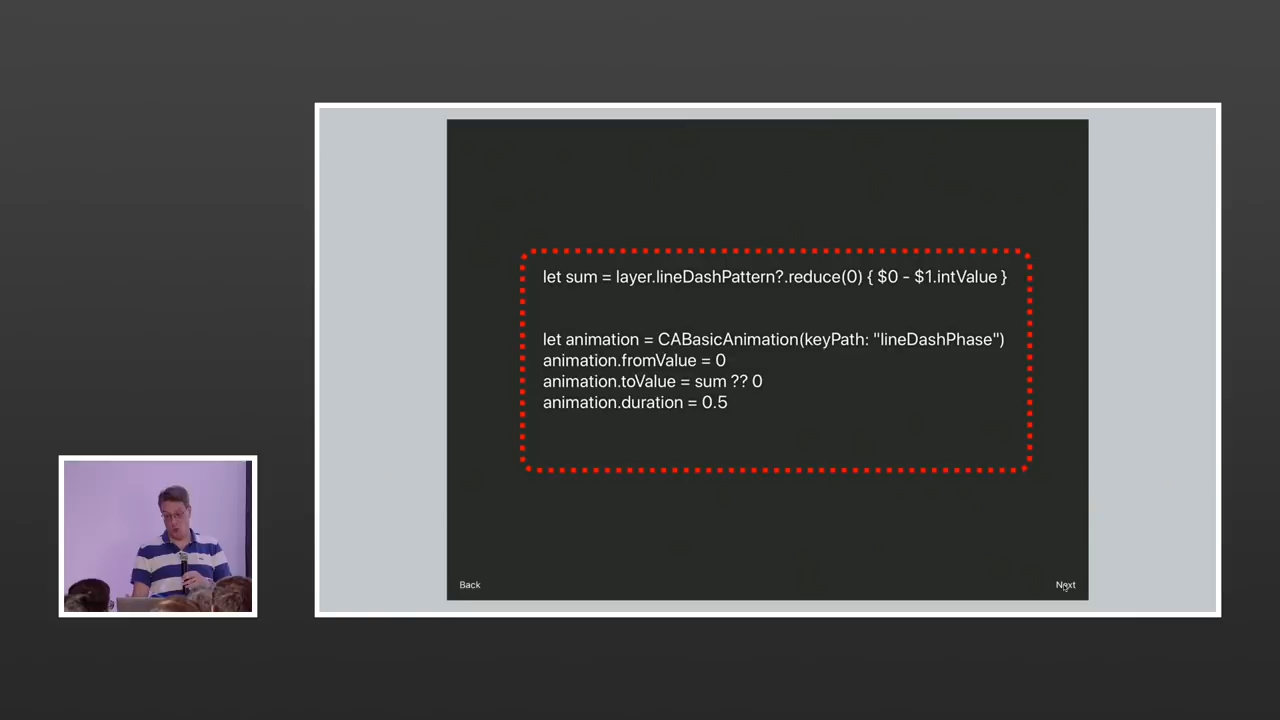 let sum = layer.lineDashPattern?.reduce(0) { $0 - $1.intValue }
let animation = CABasicAnimation(keyPath: "lineDashPhase")
animation.fromValue = 0
animation.toValue = sum ?? 0
animation.duration = 0.5
Back
Next